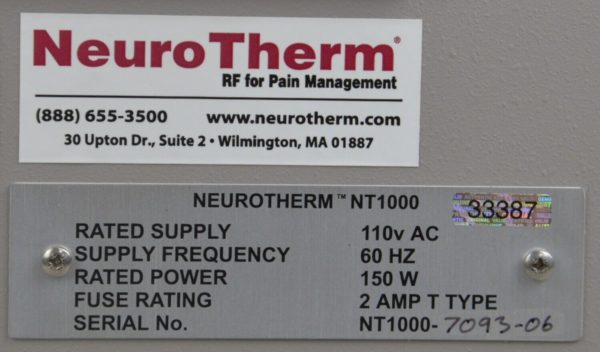 NeuroTherm®
RF for Pain Management
(888) 655-3500 www.neurotherm.com
30 Upton Dr., Suite 2 • Wilmington, MA 01887
NEUROTHERM™ NT1000
33387
RATED SUPPLY 110v AC
SUPPLY FREQUENCY 60 HZ
RATED POWER 150 W
FUSE RATING 2 AMP T TYPE
SERIAL No. NT1000-7093-06